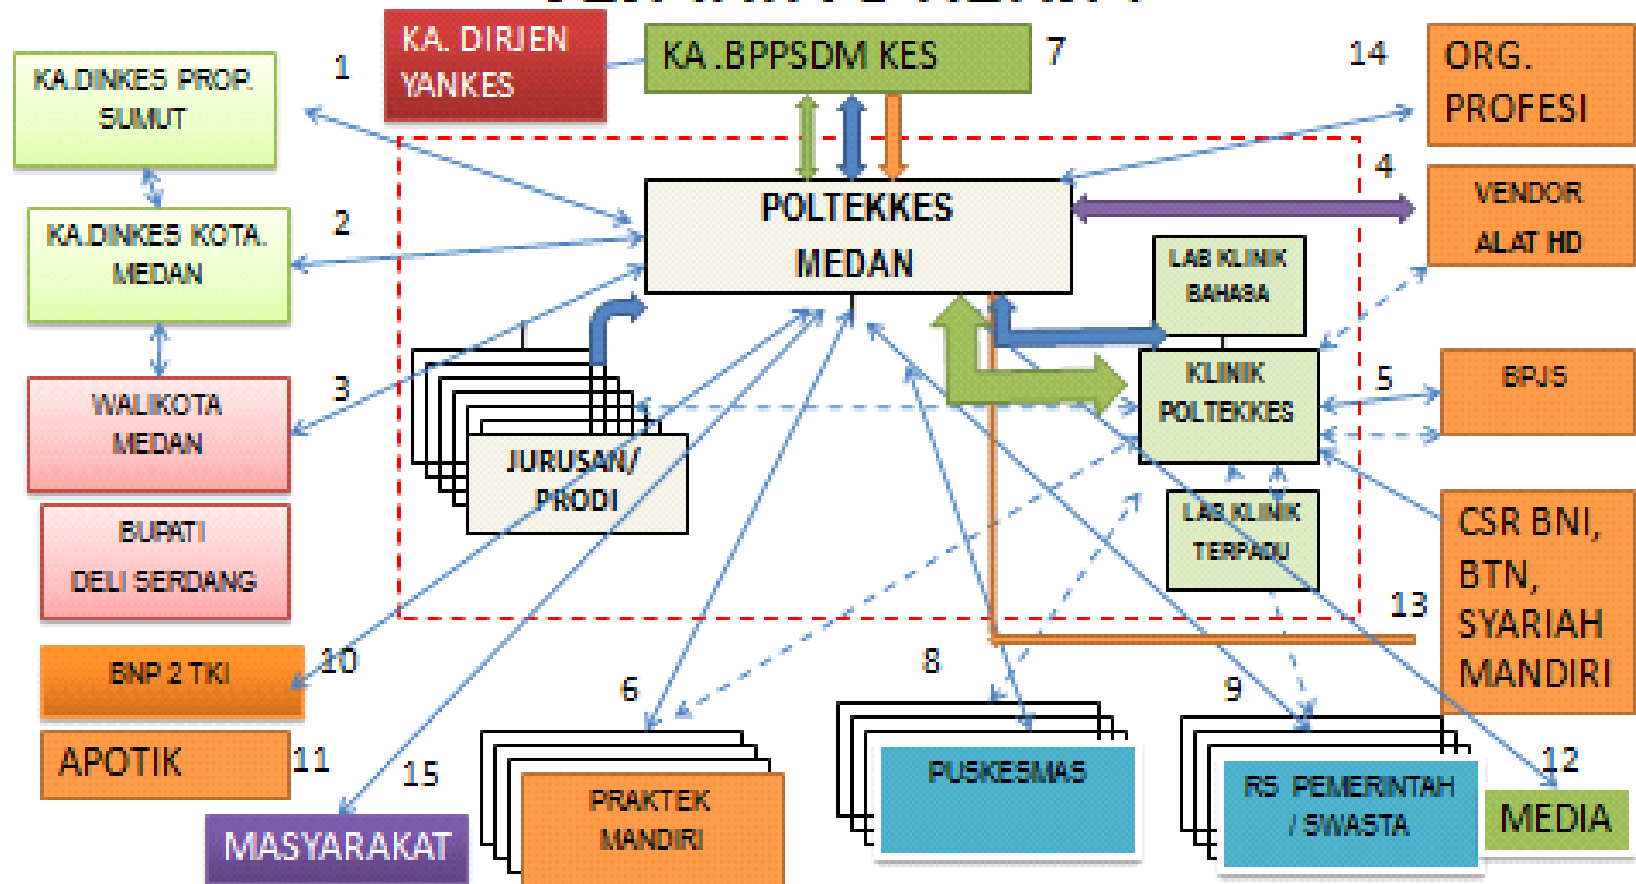 KA. DIRJEN
YANKES
KA .BPPSDM KES
7
14
ORG.
PROFESI
1
KA.DINKES PROP.
SUMUT
4
VENDOR
ALAT HD
POLTEKKES
MEDAN
2
KA.DINKES KOTA.
MEDAN
LAB KLINIK
BAHASA
3
WALIKOTA
MEDAN
KLINIK
POLTEKKES
5
BPJS
JURUSAN/
PRODI
LAB KLINIK
TERPADU
BUPATI
DELI SERDANG
CSR BNI,
BTN,
SYARIAH
MANDIRI
13
BNP 2 TKI
10
6
8
9
APOTIK
11
15
12
MASYARAKAT
PRAKTEK
MANDIRI
PUSKESMAS
RS PEMERINTAH
/ SWASTA
MEDIA